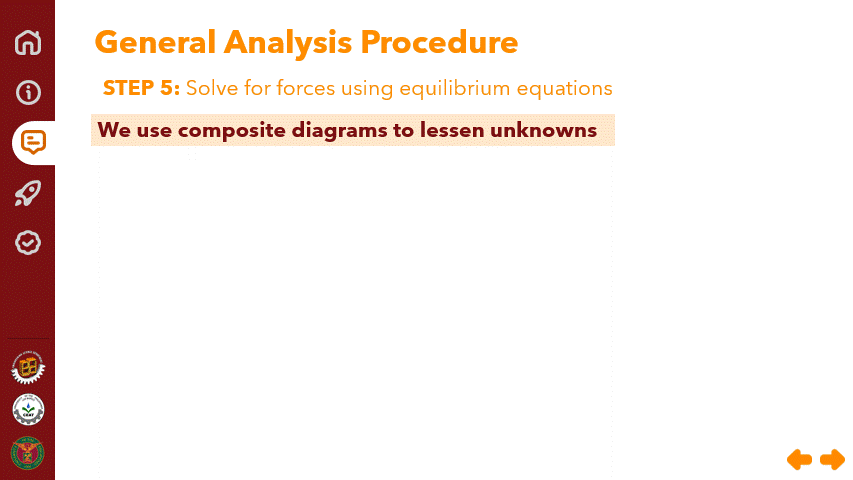 General Analysis Procedure
STEP 5: Solve for forces using equilibrium equations
We use composite diagrams to lessen unknowns